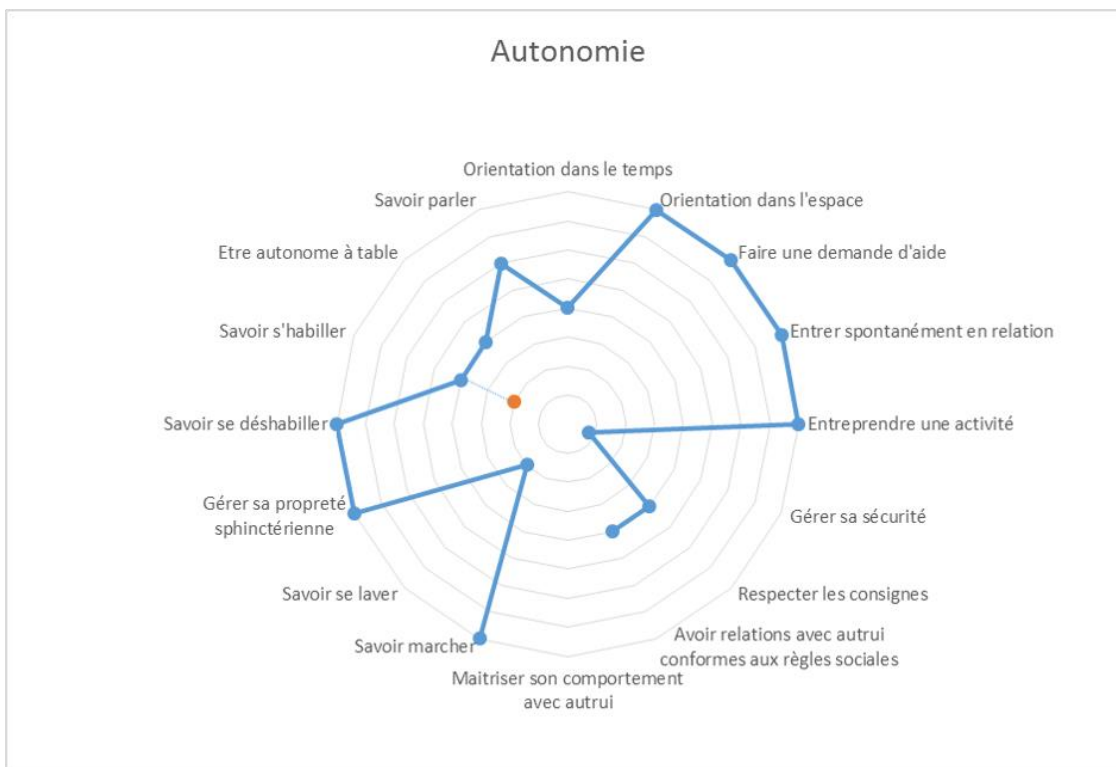 Autonomie
Orientation dans le temps
Savoir parler
Orientation dans l'espace
Etre autonome à table
Faire une demande d'aide
Savoir s'habiller
Entrer spontanément en relation
Savoir se déshabiller
Entreprendre une activité
Gérer sa propreté
sphinctérienne
Gérer sa sécurité
Savoir se laver
Respecter les consignes
Savoir marcher
Avoir relations avec autrui
conformes aux règles sociales
Maitriser son comportement
avec autrui